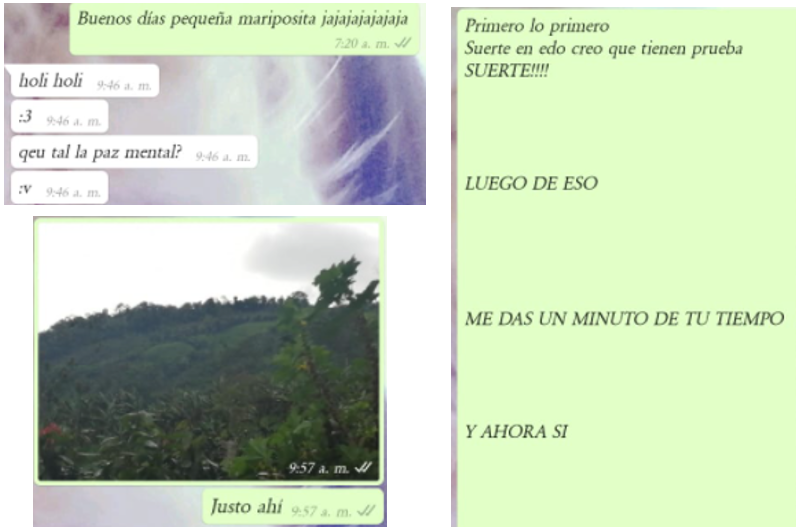 Buenos días pequeña mariposita jajajajajajaja
7:20 a. m.
holi holi 9:46 a. m.
:3 9:46 a. m.
qeu tal la paz mental? 9:46 a. m.
:v 9:46 a. m.
9:57 a. m.
Justo ahí 9:57 a. m.
Primero lo primero
Suerte en edo creo que tienen prueba
SUERTE!!!!
LUEGO DE ESO
ME DAS UN MINUTO DE TU TIEMPO
Y AHORA SI